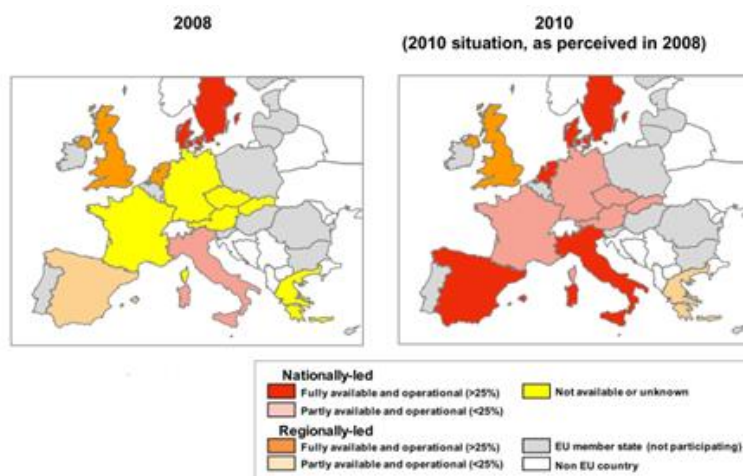 2008
2010
(2010 situation, as perceived in 2008)
Nationally-led
Fully available and operational (>25%)
Not available or unknown
Partly available and operational (<25%)
Regionally-led
Fully available and operational (>25%)
EU member state (not participating)
Partly available and operational (<25%)
Non EU country